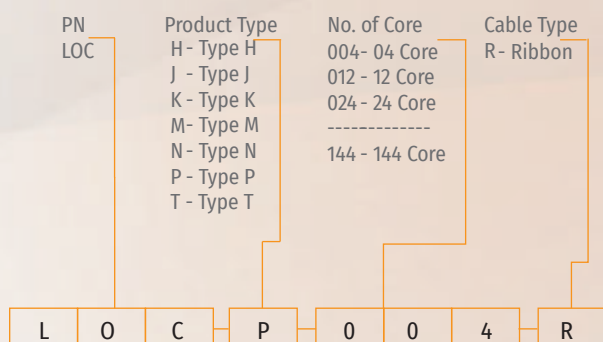 PN
LOC
Product Type
H - Type H
J - Type J
K - Type K
M - Type M
N - Type N
P - Type P
T - Type T
No. of Core
004- 04 Core
012 - 12 Core
024 - 24 Core
-------------
144 - 144 Core
Cable Type
R - Ribbon
L O C - P - 0 0 4 - R